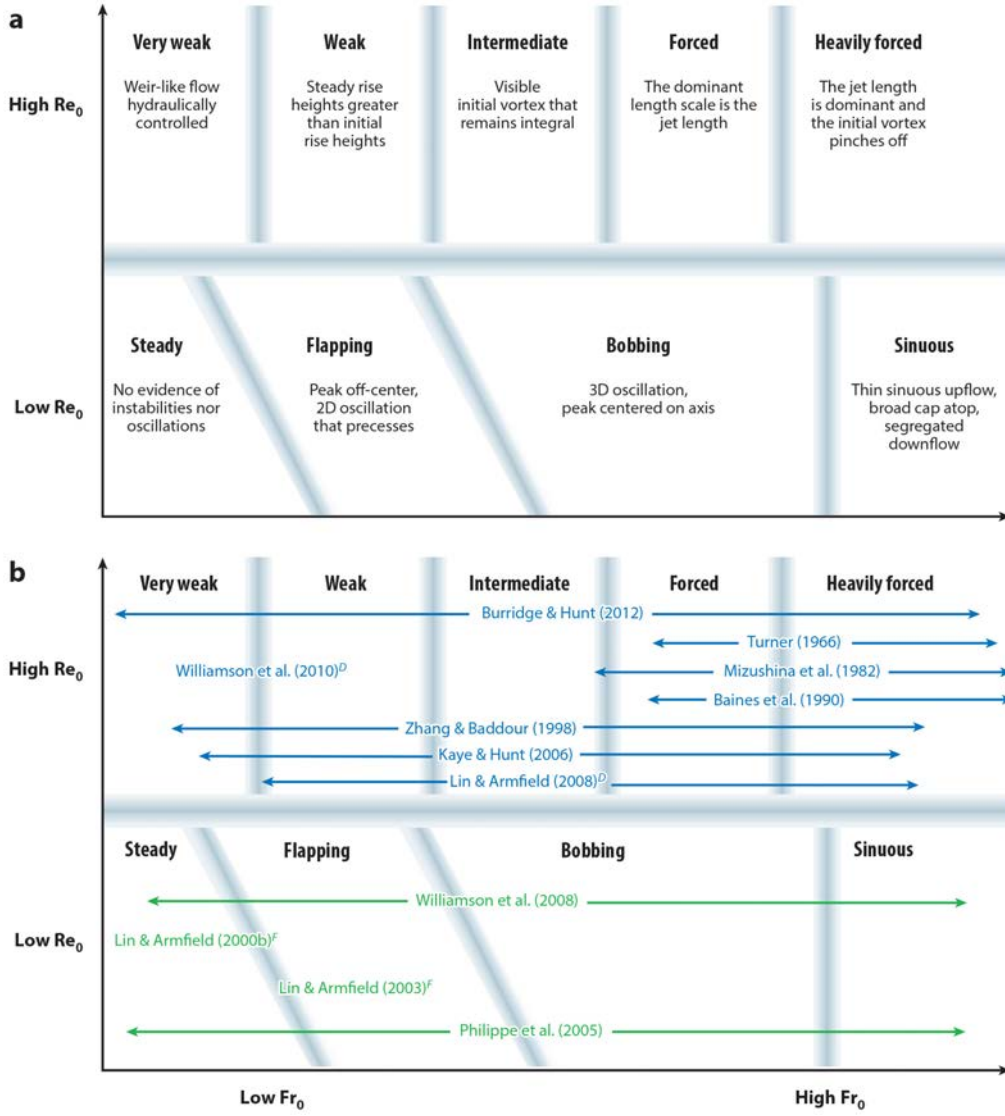 a
Very weak
Weir-like flow
hydraulically
controlled
Weak
Steady rise
heights greater
than initial
rise heights
Intermediate
Visible
initial vortex that
remains integral
Forced
The dominant
length scale is the
jet length
Heavily forced
The jet length
is dominant and
the initial vortex
pinches off
High Re₀
Steady
No evidence of
instabilities nor
oscillations
Flapping
Peak off-center,
2D oscillation
that precesses
Bobbing
3D oscillation,
peak centered on axis
Sinuous
Thin sinuous upflow,
broad cap atop,
segregated
downflow
Low Re₀
b
Very weak
Weak
Intermediate
Forced
Heavily forced
Burridge & Hunt (2012)
Turner (1966)
High Re₀
Williamson et al. (2010)ᴰ
Mizushina et al. (1982)
Baines et al. (1990)
Zhang & Baddour (1998)
Kaye & Hunt (2006)
Lin & Armfield (2008)ᴰ
Steady
Flapping
Bobbing
Sinuous
Williamson et al. (2008)
Low Re₀
Lin & Armfield (2000b)ᶠ
Lin & Armfield (2003)ᶠ
Philippe et al. (2005)
Low Fr₀
High Fr₀